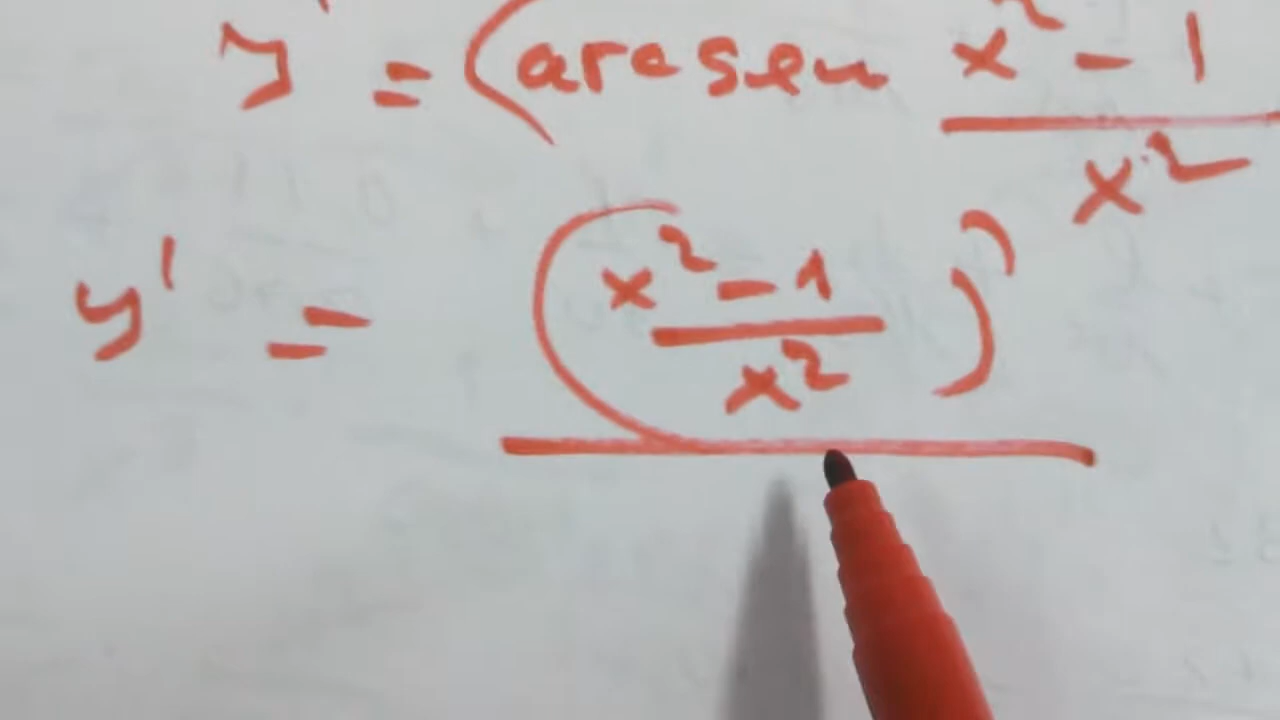 y' = (arcsen x² - 1 / x²
y' = (x² - 1 / x²)'